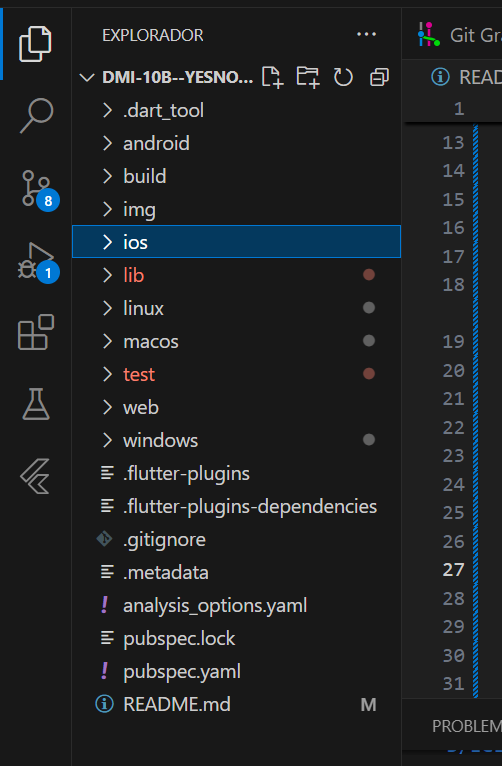 EXPLORADOR
DMI-10B--YESNO...
.dart_tool
android
build
img
ios
lib
linux
macos
test
web
windows
.flutter-plugins
.flutter-plugins-dependencies
.gitignore
.metadata
! analysis_options.yaml
pubspec.lock
! pubspec.yaml
README.md M
8
1
Git Gra
READ
1
13
14
15
16
17
18
19
20
21
22
23
24
25
26
27
28
29
30
31
PROBLEM